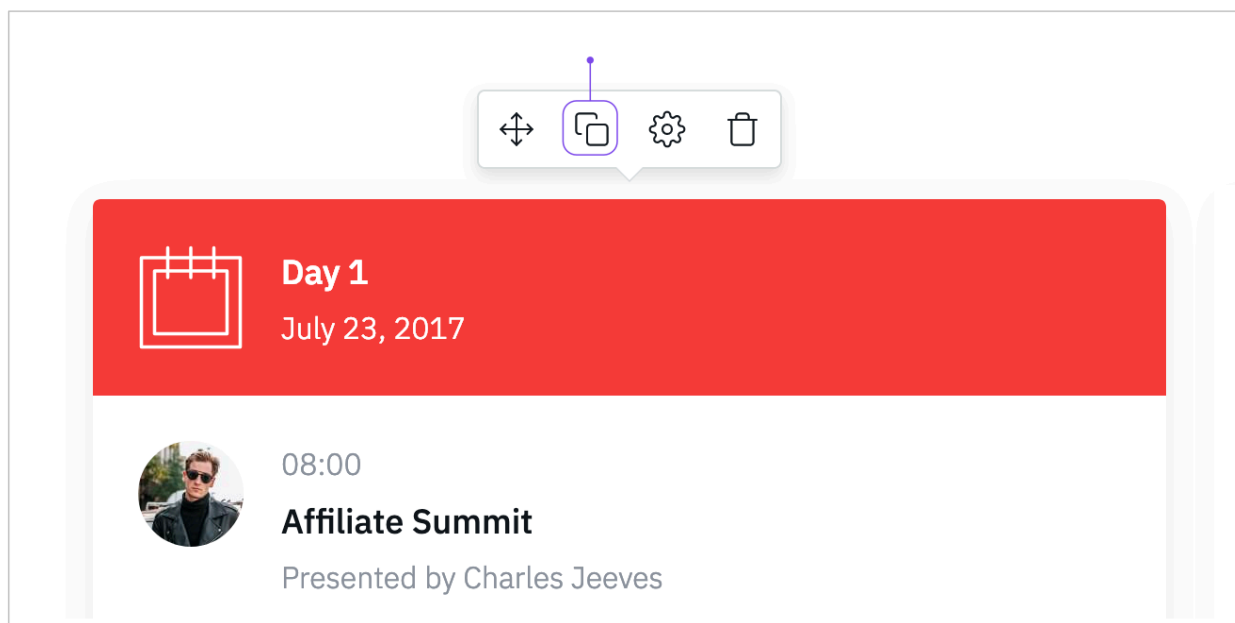 Day 1
July 23, 2017
08:00
Affiliate Summit
Presented by Charles Jeeves